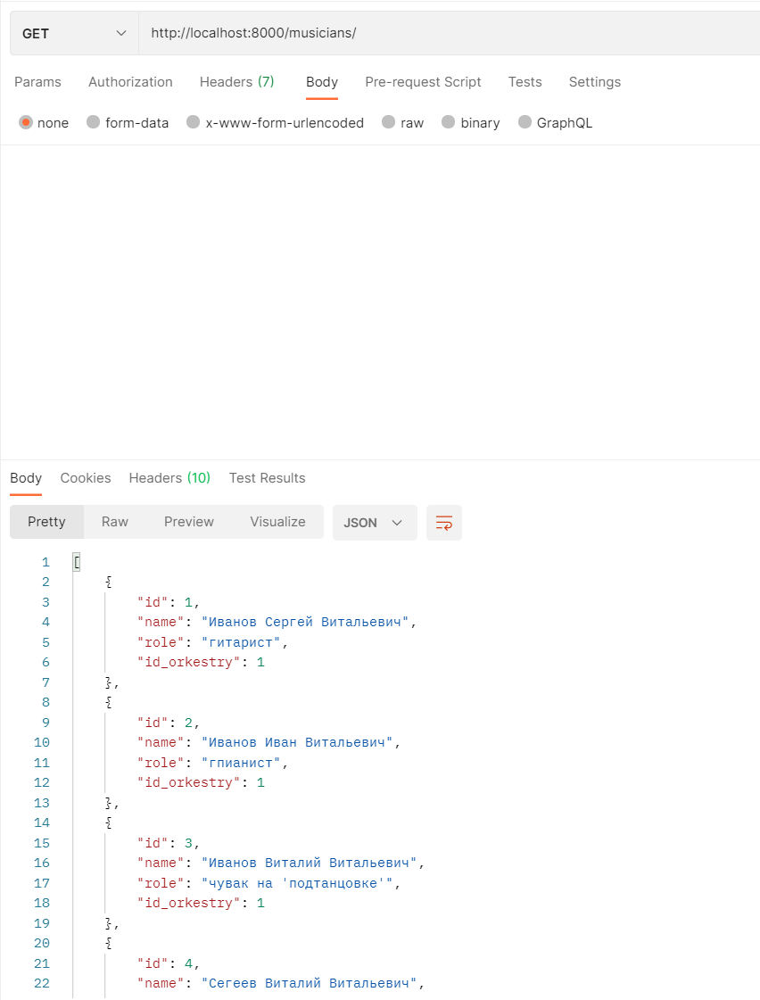 GET http://localhost:8000/musicians/
Params Authorization Headers (7) Body Pre-request Script Tests Settings
none form-data x-www-form-urlencoded raw binary GraphQL
Body Cookies Headers (10) Test Results
Pretty Raw Preview Visualize JSON
1 [
2 {
3 "id": 1,
4 "name": "Иванов Сергей Витальевич",
5 "role": "гитарист",
6 "id_orkestry": 1
7 },
8 {
9 "id": 2,
10 "name": "Иванов Иван Витальевич",
11 "role": "гпианист",
12 "id_orkestry": 1
13 },
14 {
15 "id": 3,
16 "name": "Иванов Виталий Витальевич",
17 "role": "чувак на 'подтанцовке'",
18 "id_orkestry": 1
19 },
20 {
21 "id": 4,
22 "name": "Сегеев Виталий Витальевич",